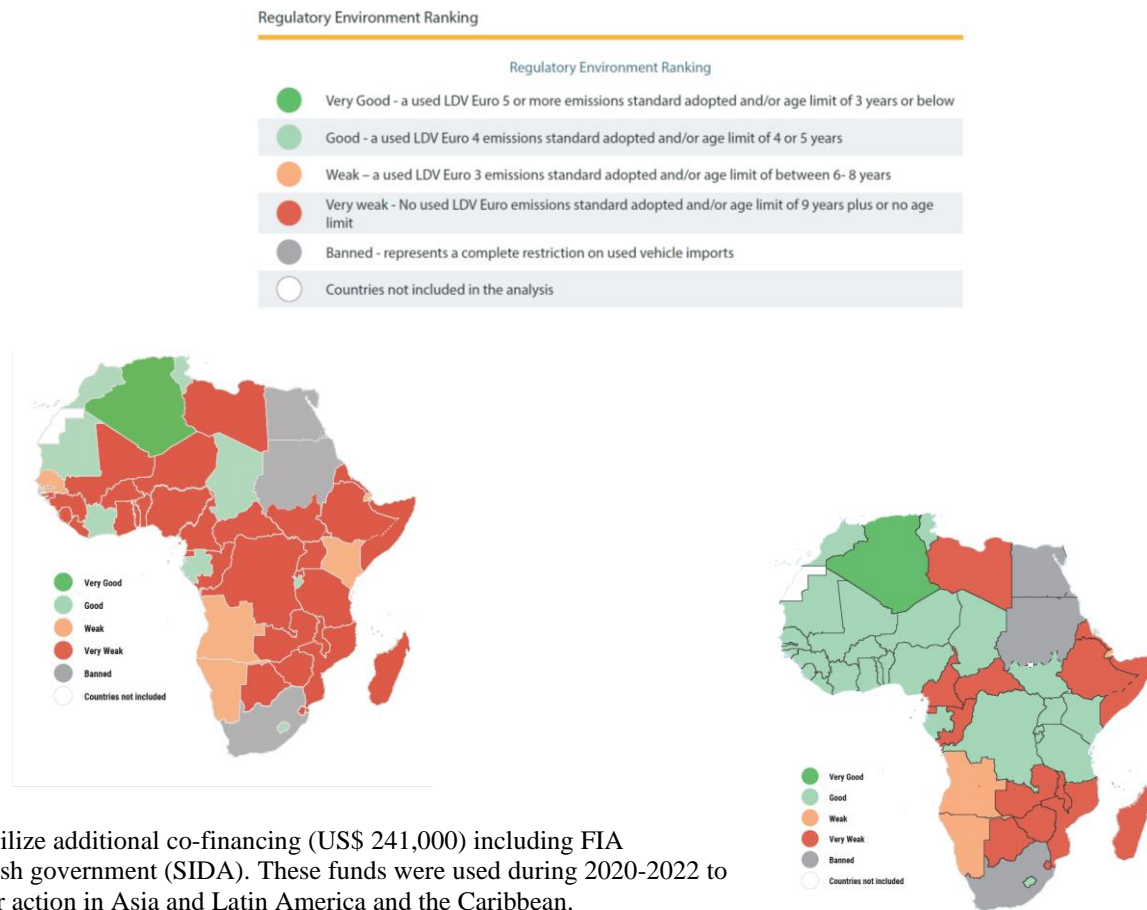 Regulatory Environment Ranking
Regulatory Environment Ranking
Very Good - a used LDV Euro 5 or more emissions standard adopted and/or age limit of 3 years or below
Good - a used LDV Euro 4 emissions standard adopted and/or age limit of 4 or 5 years
Weak – a used LDV Euro 3 emissions standard adopted and/or age limit of between 6- 8 years
Very weak - No used LDV Euro emissions standard adopted and/or age limit of 9 years plus or no age
limit
Banned - represents a complete restriction on used vehicle imports
Countries not included in the analysis
Very Good
Good
Weak
Very Weak
Banned
Countries not included
Very Good
Good
Weak
Very Weak
Banned
Countries not included
ilize additional co-financing (US$ 241,000) including FIA
sh government (SIDA). These funds were used during 2020-2022 to
r action in Asia and Latin America and the Caribbean.